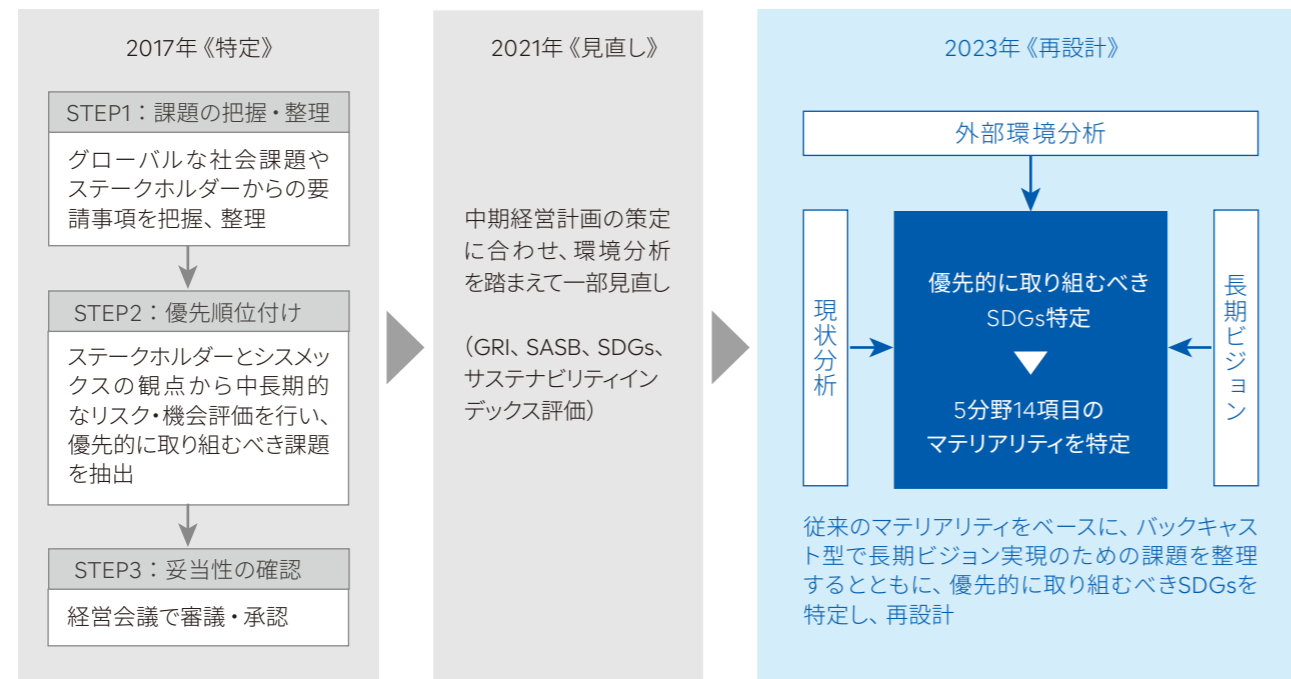 2017年《特定》
STEP1：課題の把握・整理
グローバルな社会課題や
ステークホルダーからの要
請事項を把握、整理
STEP2：優先順位付け
ステークホルダーとシスメッ
クスの観点から中長期的
なリスク・機会評価を行い、
優先的に取り組むべき課題
を抽出
STEP3：妥当性の確認
経営会議で審議・承認
2021年《見直し》
中期経営計画の策定
に合わせ、環境分析
を踏まえて一部見直し
（GRI、SASB、SDGs、
サステナビリティイン
デックス評価）
2023年《再設計》
外部環境分析
現状分析
優先的に取り組むべき
SDGs特定
5分野14項目の
マテリアリティを特定
長期ビジョン
従来のマテリアリティをベースに、バックキャス
ト型で長期ビジョン実現のための課題を整理
するとともに、優先的に取り組むべきSDGsを
特定し、再設計